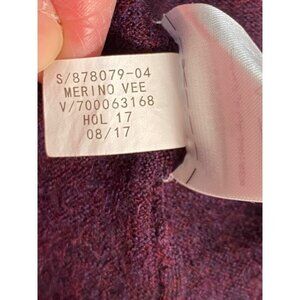 S/878079-04
MERINO VEE
V/700063168
HOL 17
08/17